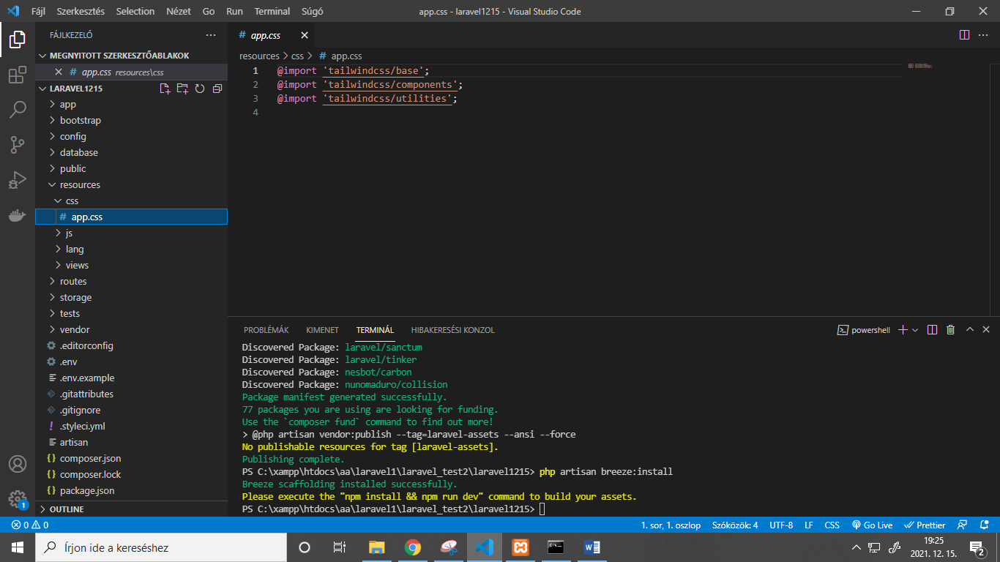 Fájl Szerkesztés Selection Nézet Go Run Terminal Súgó app.css - laravel1215 - Visual Studio Code
FÁJLKEZELŐ
MEGNYITOTT SZERKESZTŐABLAKOK
app.css resources\css
LARAVEL1215
app
bootstrap
config
database
public
resources
css
app.css
js
lang
views
routes
storage
tests
vendor
.editorconfig
.env
.env.example
.gitattributes
.gitignore
.styleci.yml
artisan
composer.json
composer.lock
package.json
OUTLINE
# app.css
resources > css > # app.css
1 @import 'tailwindcss/base';
2 @import 'tailwindcss/components';
3 @import 'tailwindcss/utilities';
4
PROBLÉMÁK KIMENET TERMINÁL HIBAKERESÉSI KONZOL powershell
Discovered Package: laravel/sanctum
Discovered Package: laravel/tinker
Discovered Package: nesbot/carbon
Discovered Package: nunomaduro/collision
Package manifest generated successfully.
77 packages you are using are looking for funding.
Use the `composer fund` command to find out more!
> @php artisan vendor:publish --tag=laravel-assets --ansi --force
No publishable resources for tag [laravel-assets].
Publishing complete.
PS C:\xampp\htdocs\aa\laravel1\laravel_test2\laravel1215> php artisan breeze:install
Breeze scaffolding installed successfully.
Please execute the "npm install && npm run dev" command to build your assets.
PS C:\xampp\htdocs\aa\laravel1\laravel_test2\laravel1215>
1
0 0 1. sor, 1. oszlop Szóközök: 4 UTF-8 LF CSS Go Live Prettier
Írjon ide a kereséshez
19:25
2021. 12. 15.
2